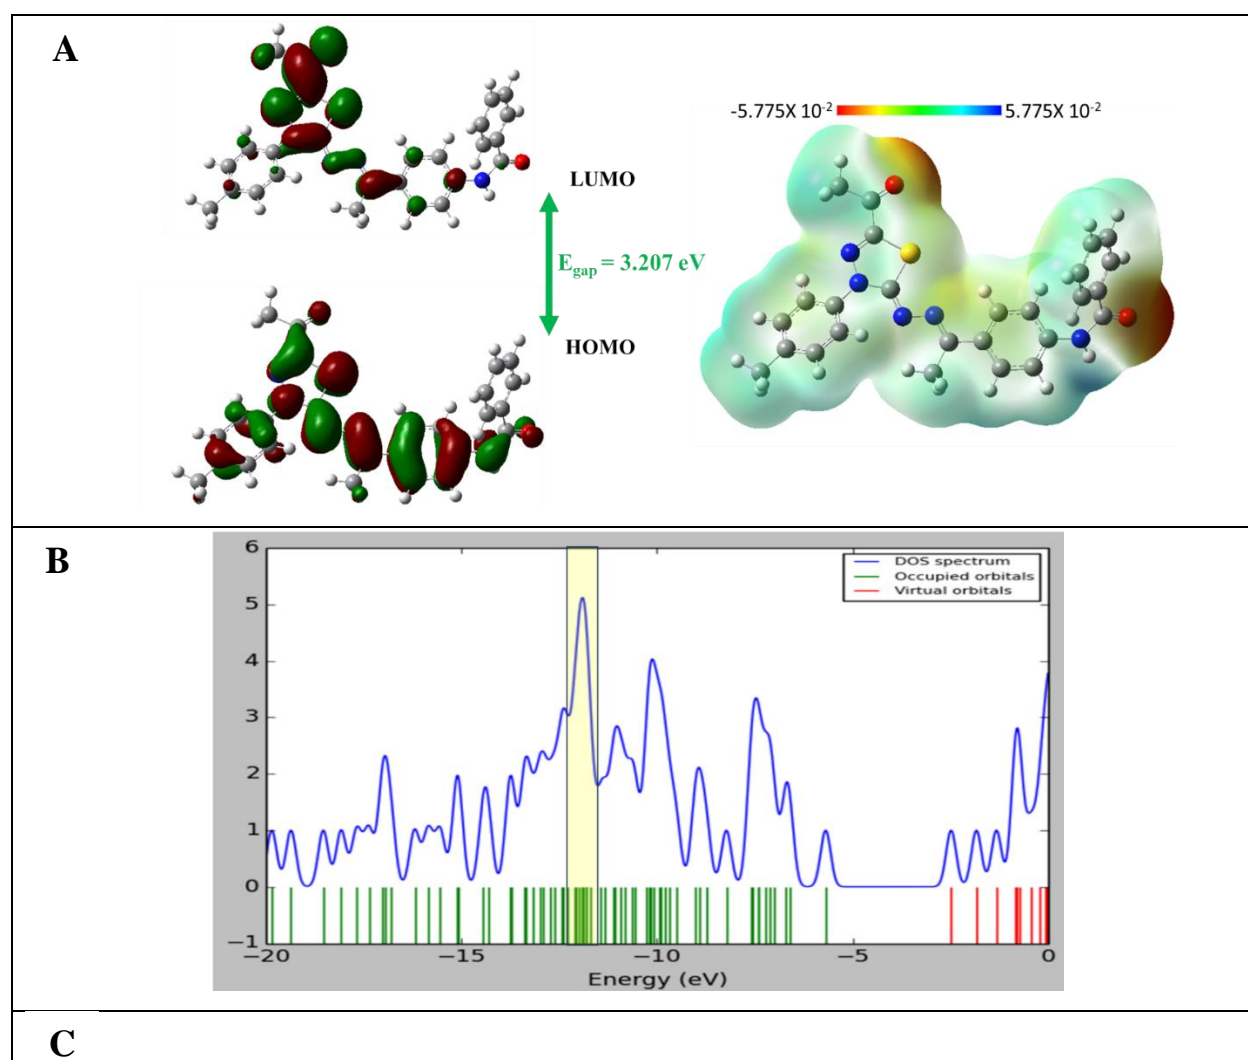 A
-5.775X 10⁻² 5.775X 10⁻²
LUMO
E_gap = 3.207 eV
HOMO
B
6
5
4
3
2
1
0
−1
DOS spectrum
Occupied orbitals
Virtual orbitals
−20 −15 −10 −5 0
Energy (eV)
C